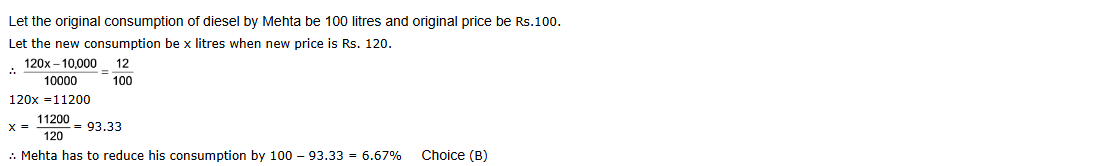 Let the original consumption of diesel by Mehta be 100 litres and original price be Rs.100.
Let the new consumption be x litres when new price is Rs. 120.
∴ (120x – 10,000)/10000 = 12/100
120x =11200
x = 11200/120 = 93.33
∴ Mehta has to reduce his consumption by 100 – 93.33 = 6.67% Choice (B)